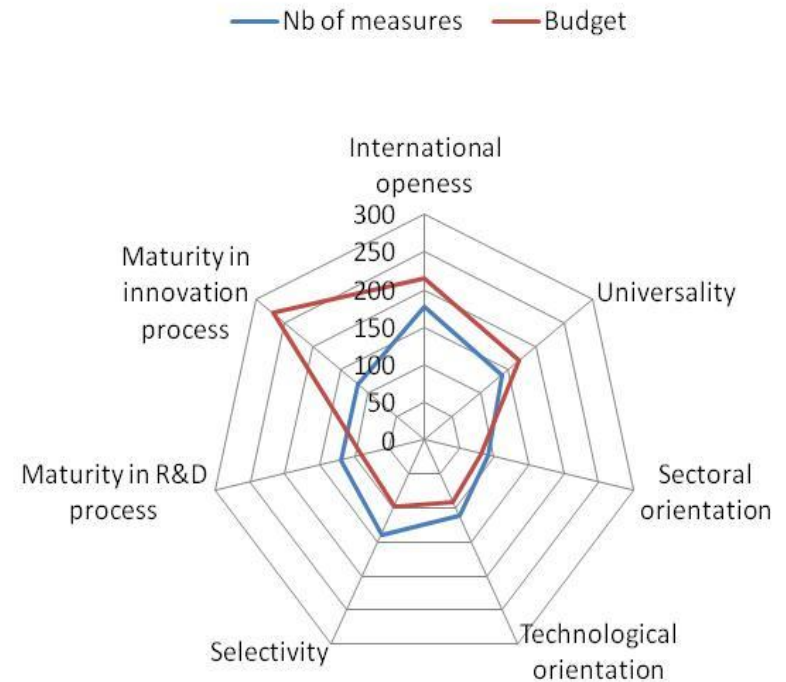 Nb of measures Budget
International
openess
300
250
200
150
100
50
0
Universality
Sectoral
orientation
Technological
orientation
Selectivity
Maturity in R&D
process
Maturity in
innovation
process